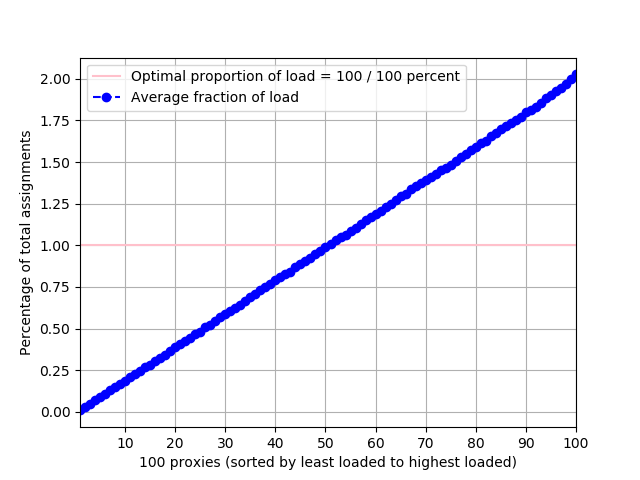 Optimal proportion of load = 100 / 100 percent
Average fraction of load
Percentage of total assignments
2.00
1.75
1.50
1.25
1.00
0.75
0.50
0.25
0.00
10 20 30 40 50 60 70 80 90 100
100 proxies (sorted by least loaded to highest loaded)